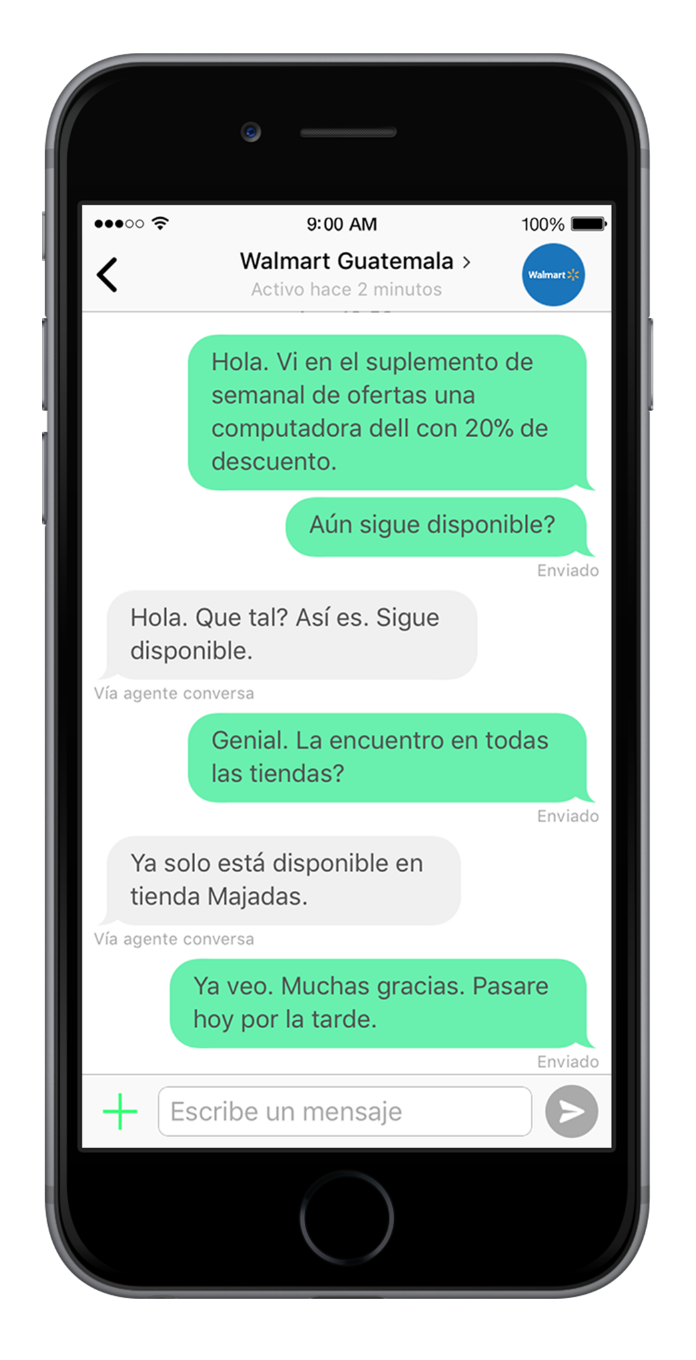 9:00 AM
100%
Walmart Guatemala >
Activo hace 2 minutos
Walmart
Hola. Vi en el suplemento de
semanal de ofertas una
computadora dell con 20% de
descuento.
Aún sigue disponible?
Enviado
Hola. Que tal? Así es. Sigue
disponible.
Vía agente conversa
Genial. La encuentro en todas
las tiendas?
Enviado
Ya solo está disponible en
tienda Majadas.
Vía agente conversa
Ya veo. Muchas gracias. Pasare
hoy por la tarde.
Enviado
Escribe un mensaje